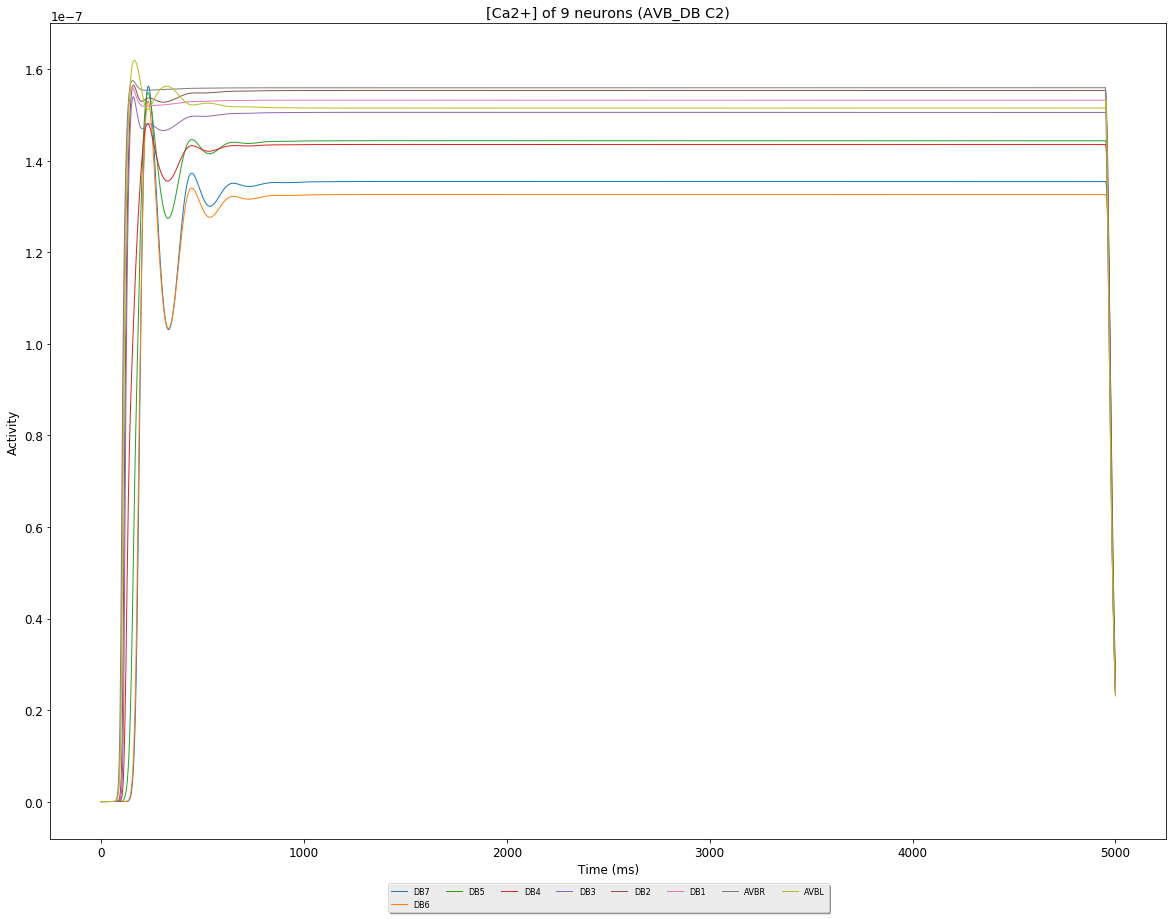 [Ca2+] of 9 neurons (AVB_DB C2)
1e−7
1.6
1.4
1.2
1.0
0.8
0.6
0.4
0.2
0.0
Activity
0 1000 2000 3000 4000 5000
Time (ms)
DB7 DB5 DB4 DB3 DB2 DB1 AVBR AVBL
DB6